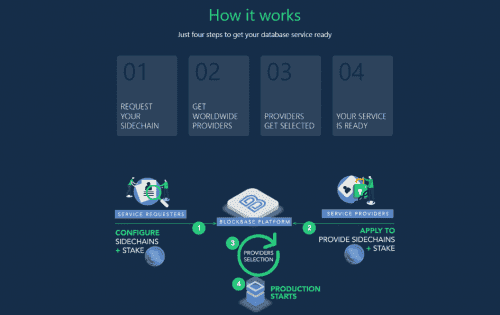 How it works
Just four steps to get your database service ready
01
REQUEST
YOUR
SIDECHAIN
02
GET
WORLDWIDE
PROVIDERS
03
PROVIDERS
GET SELECTED
04
YOUR SERVICE
IS READY
SERVICE REQUESTERS
CONFIGURE
SIDECHAINS
+ STAKE
1
BLOCKBASE PLATFORM
2
SERVICE PROVIDERS
APPLY TO
PROVIDE SIDECHAINS
+ STAKE
3
PROVIDERS
SELECTION
4
PRODUCTION
STARTS